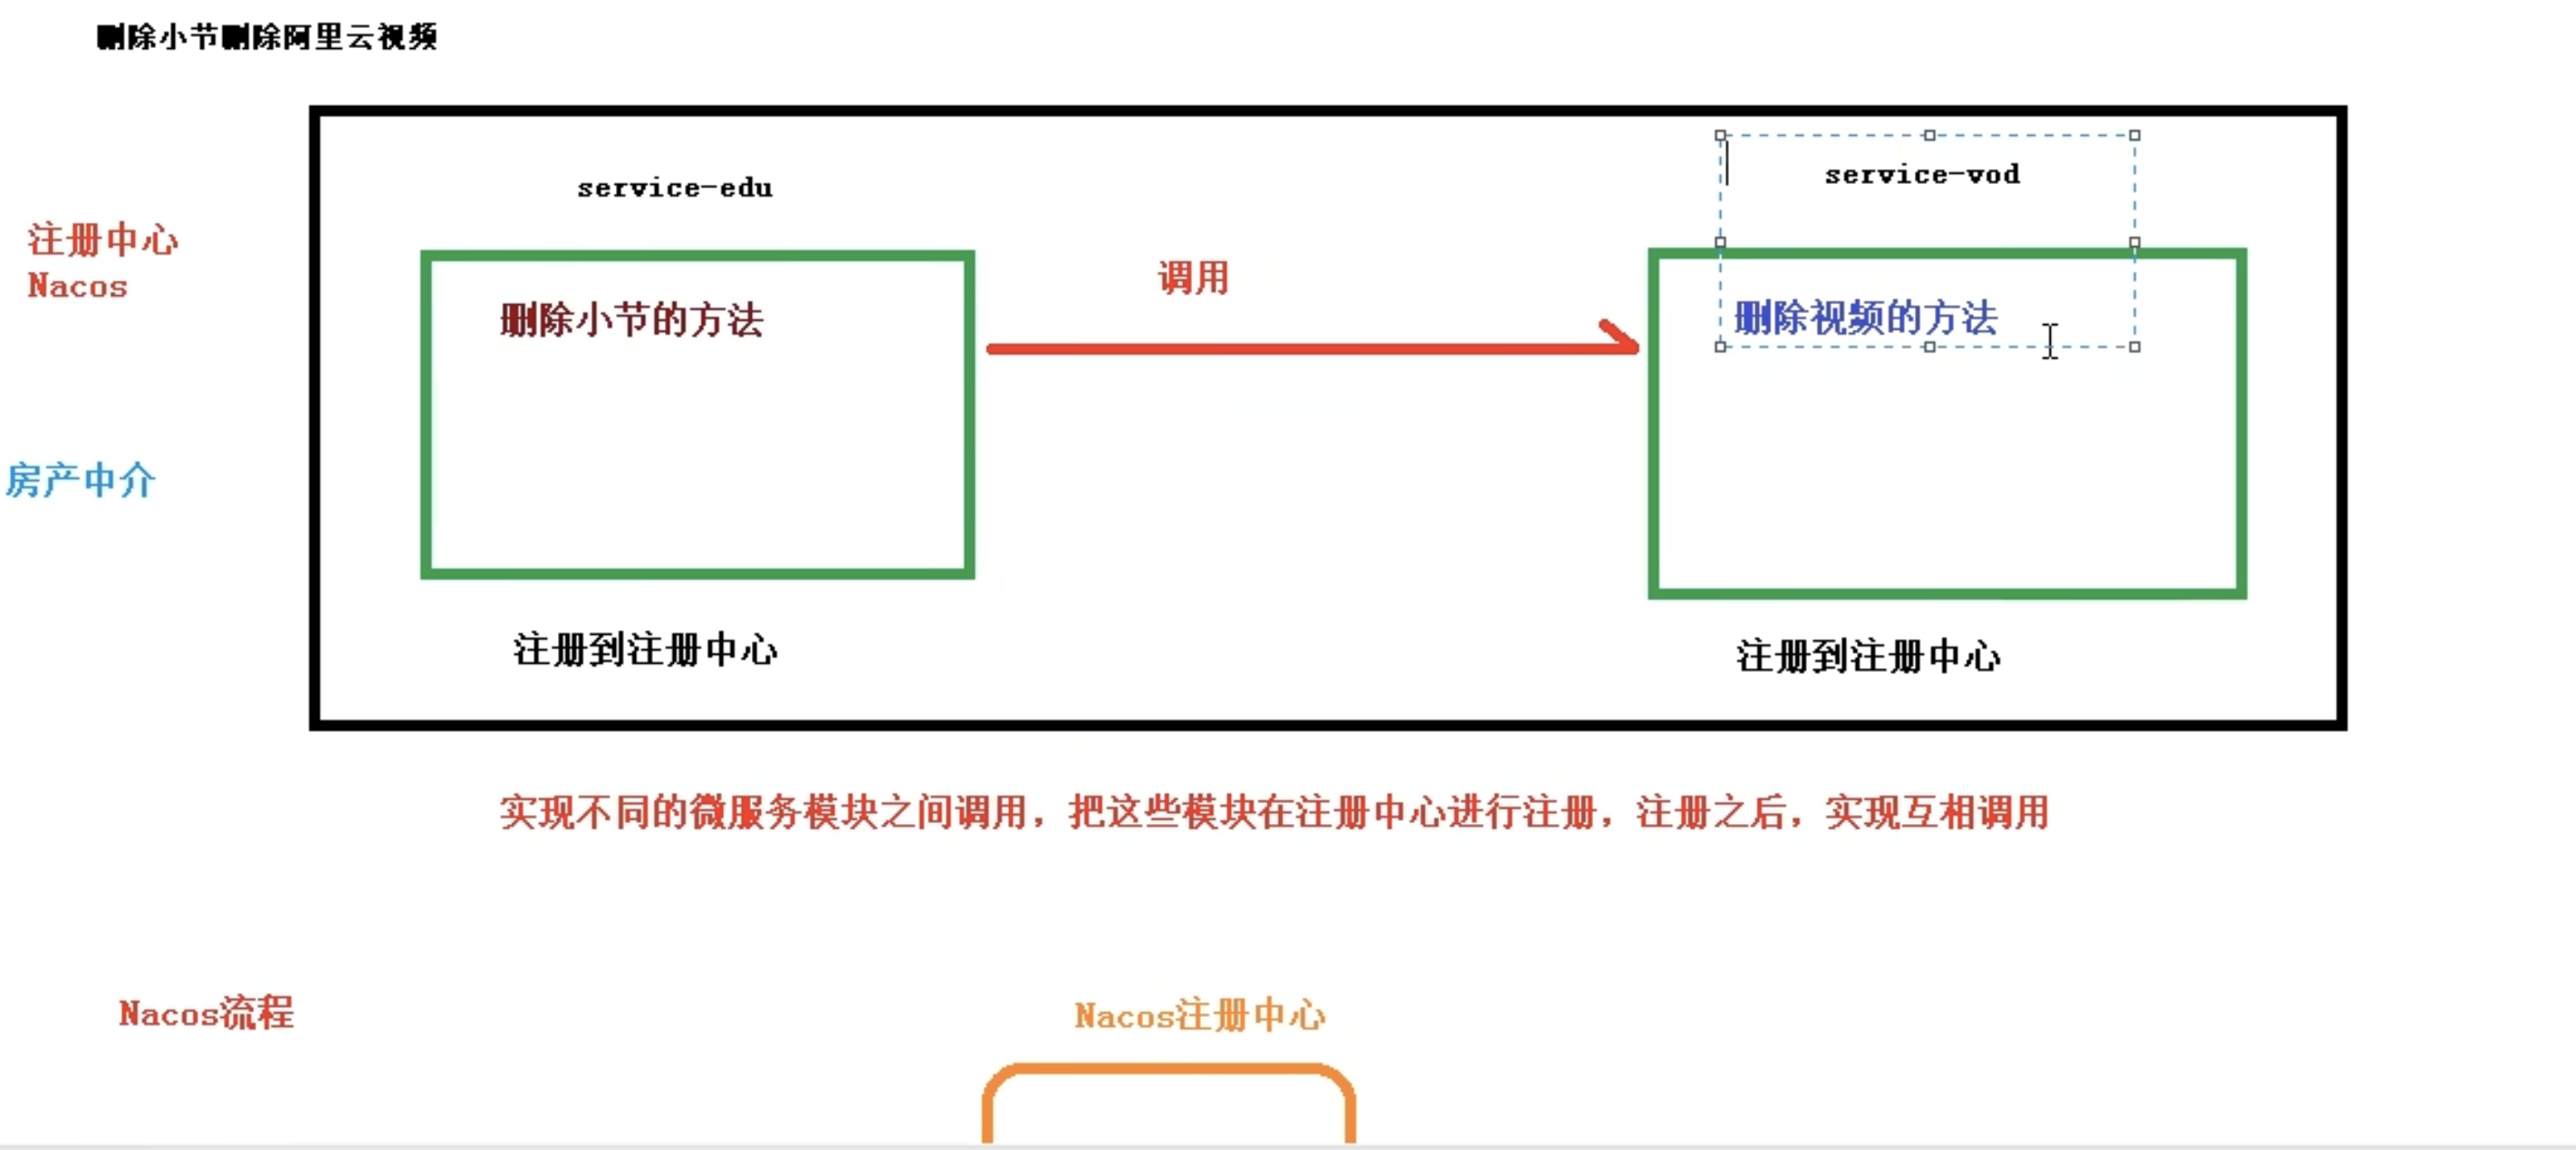 删除小节删除阿里云视频
service-edu
service-vod
注册中心
Nacos
调用
删除小节的方法
删除视频的方法
房产中介
注册到注册中心
注册到注册中心
实现不同的微服务模块之间调用，把这些模块在注册中心进行注册，注册之后，实现互相调用
Nacos流程
Nacos注册中心